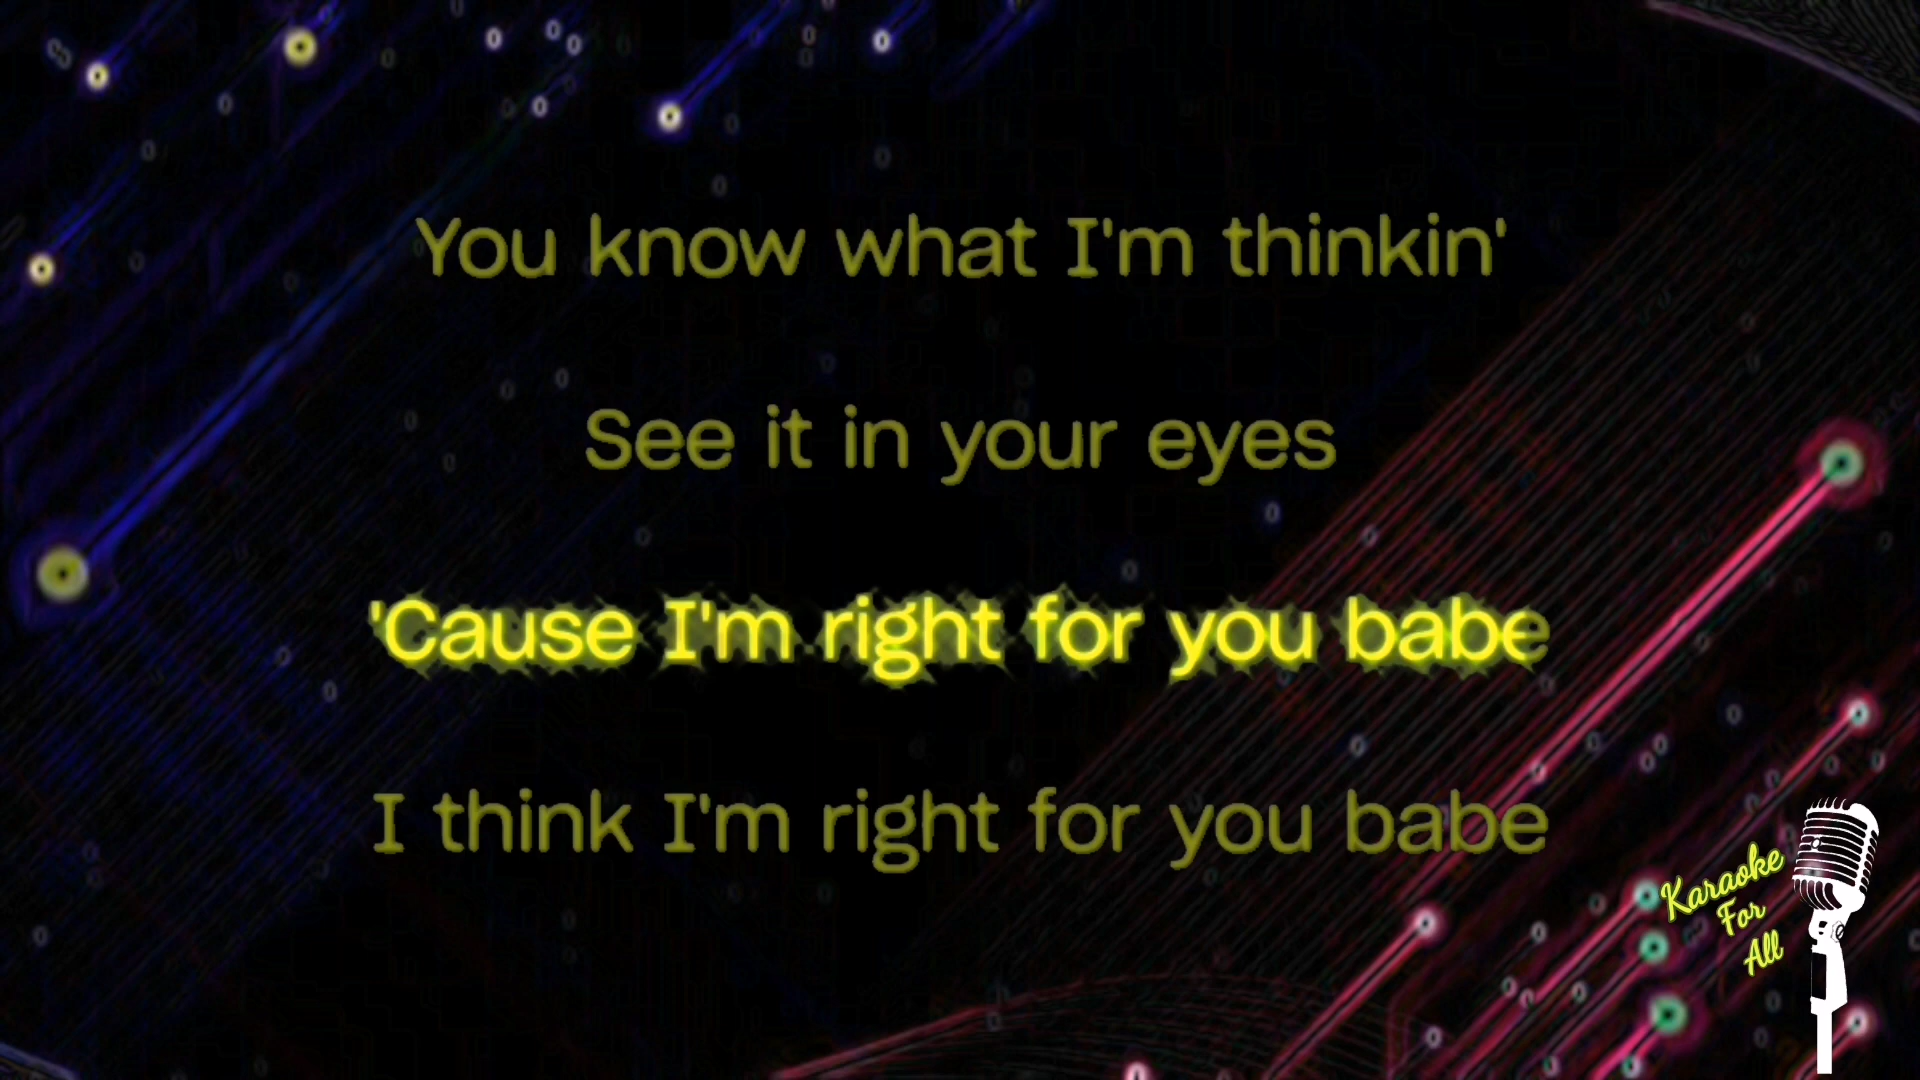 You know what I'm thinkin'
See it in your eyes
'Cause I'm right for you babe
I think I'm right for you babe
Karaoke
For
All